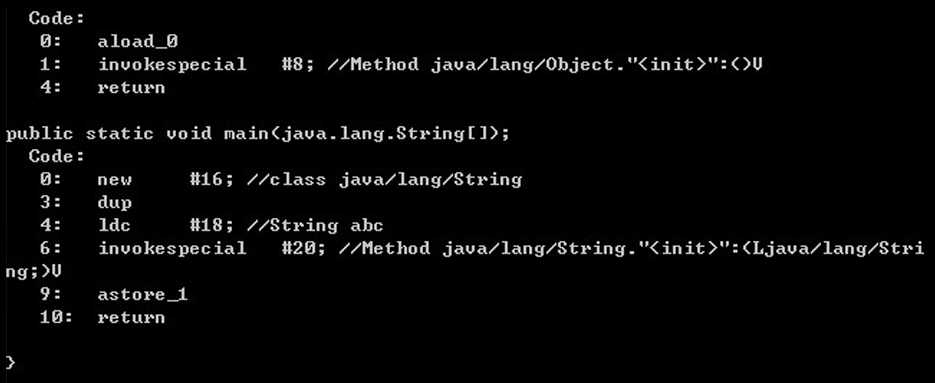 Code:
0: aload_0
1: invokespecial #8; //Method java/lang/Object."<init>":()V
4: return
public static void main(java.lang.String[]);
Code:
0: new #16; //class java/lang/String
3: dup
4: ldc #18; //String abc
6: invokespecial #20; //Method java/lang/String."<init>":(Ljava/lang/Stri
ng;)V
9: astore_1
10: return
}